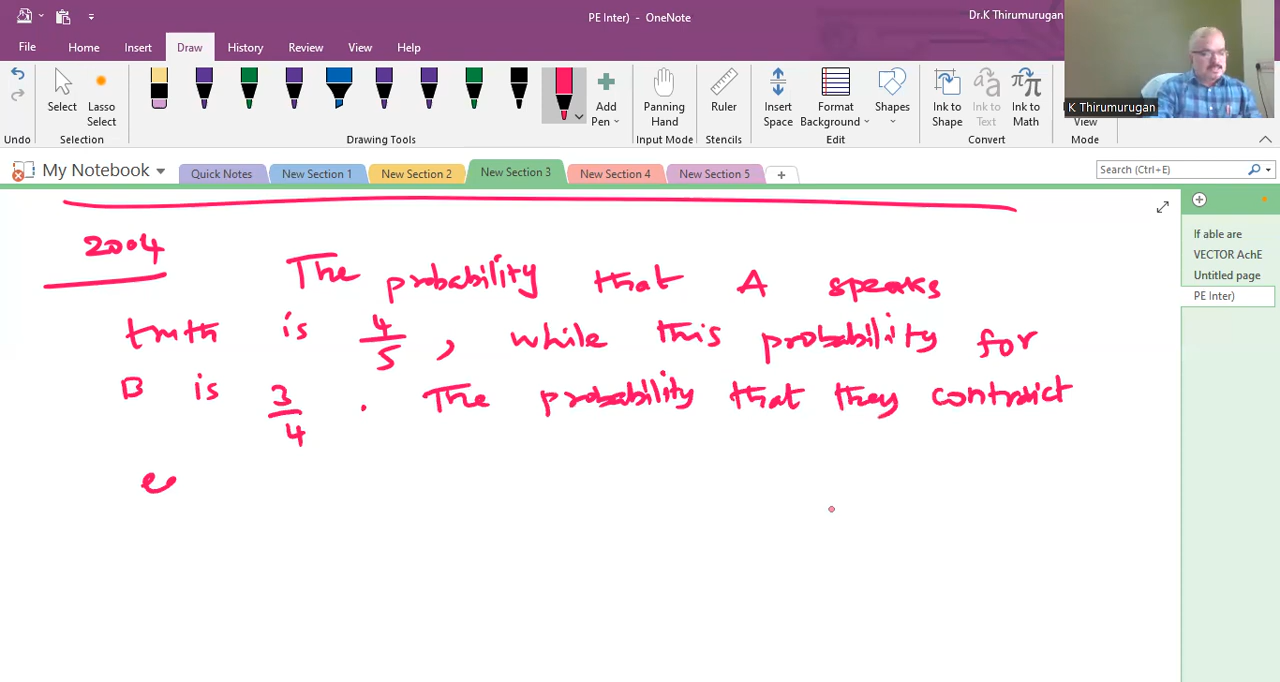 PE Inter) - OneNote
Dr.K Thirumurugan
File Home Insert Draw History Review View Help
Undo
Select
Lasso Select
Selection
Drawing Tools
Add Pen
Panning Hand
Input Mode
Ruler
Stencils
Insert Space
Format Background
Shapes
Edit
Ink to Shape
Ink to Text
Ink to Math
Convert
View
Mode
K Thirumurugan
My Notebook
Quick Notes
New Section 1
New Section 2
New Section 3
New Section 4
New Section 5
Search (Ctrl+E)
If able are
VECTOR AchE
Untitled page
PE Inter)
2004
The probability that A speaks
truth is 4/5, while this probability for
B is 3/4. The probability that they